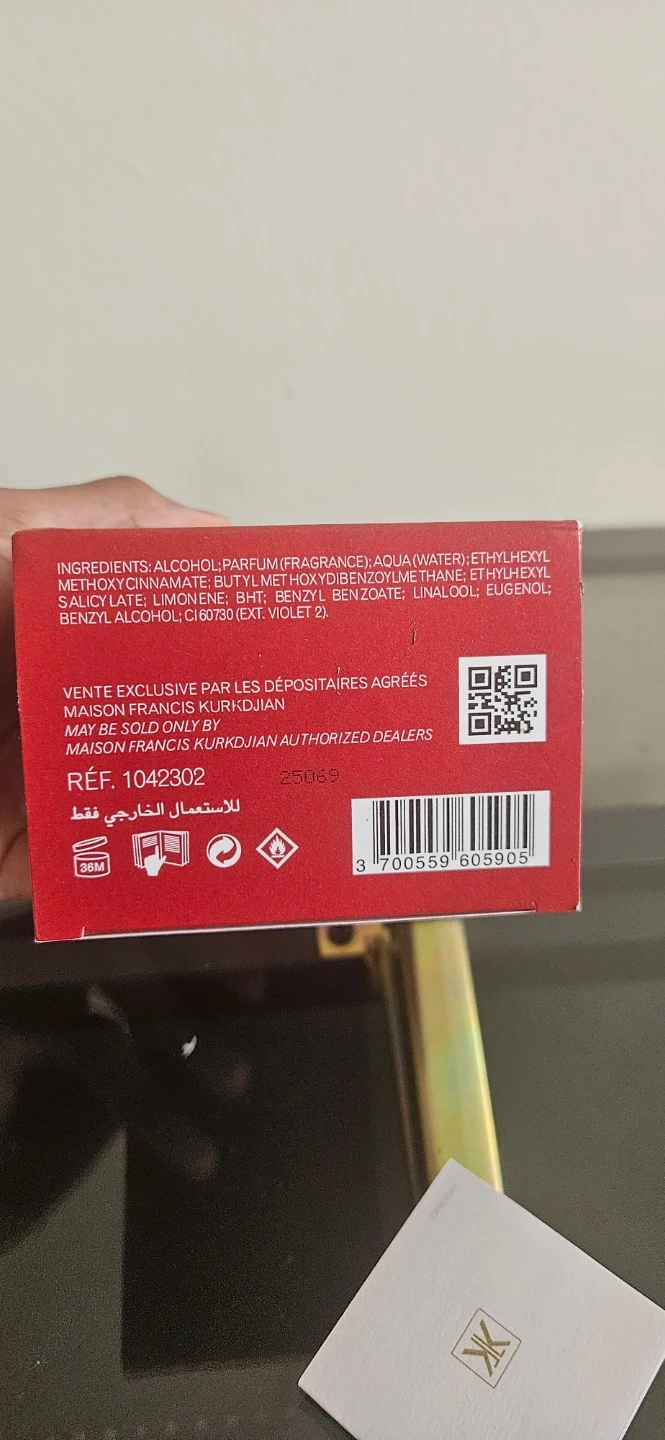 INGREDIENTS: ALCOHOL; PARFUM (FRAGRANCE); AQUA (WATER); ETHYLHEXYL
METHOXYCINNAMATE; BUTYL METHOXYDIBENZOYLMETHANE; ETHYLHEXYL
SALICYLATE; LIMONENE; BHT; BENZYL BENZOATE; LINALOOL; EUGENOL;
BENZYL ALCOHOL; CI 60730 (EXT. VIOLET 2).
VENTE EXCLUSIVE PAR LES DÉPOSITAIRES AGRÉÉS
MAISON FRANCIS KURKDJIAN
MAY BE SOLD ONLY BY
MAISON FRANCIS KURKDJIAN AUTHORIZED DEALERS
RÉF. 1042302 25069
للاستعمال الخارجي فقط
36M
3 700559 605905